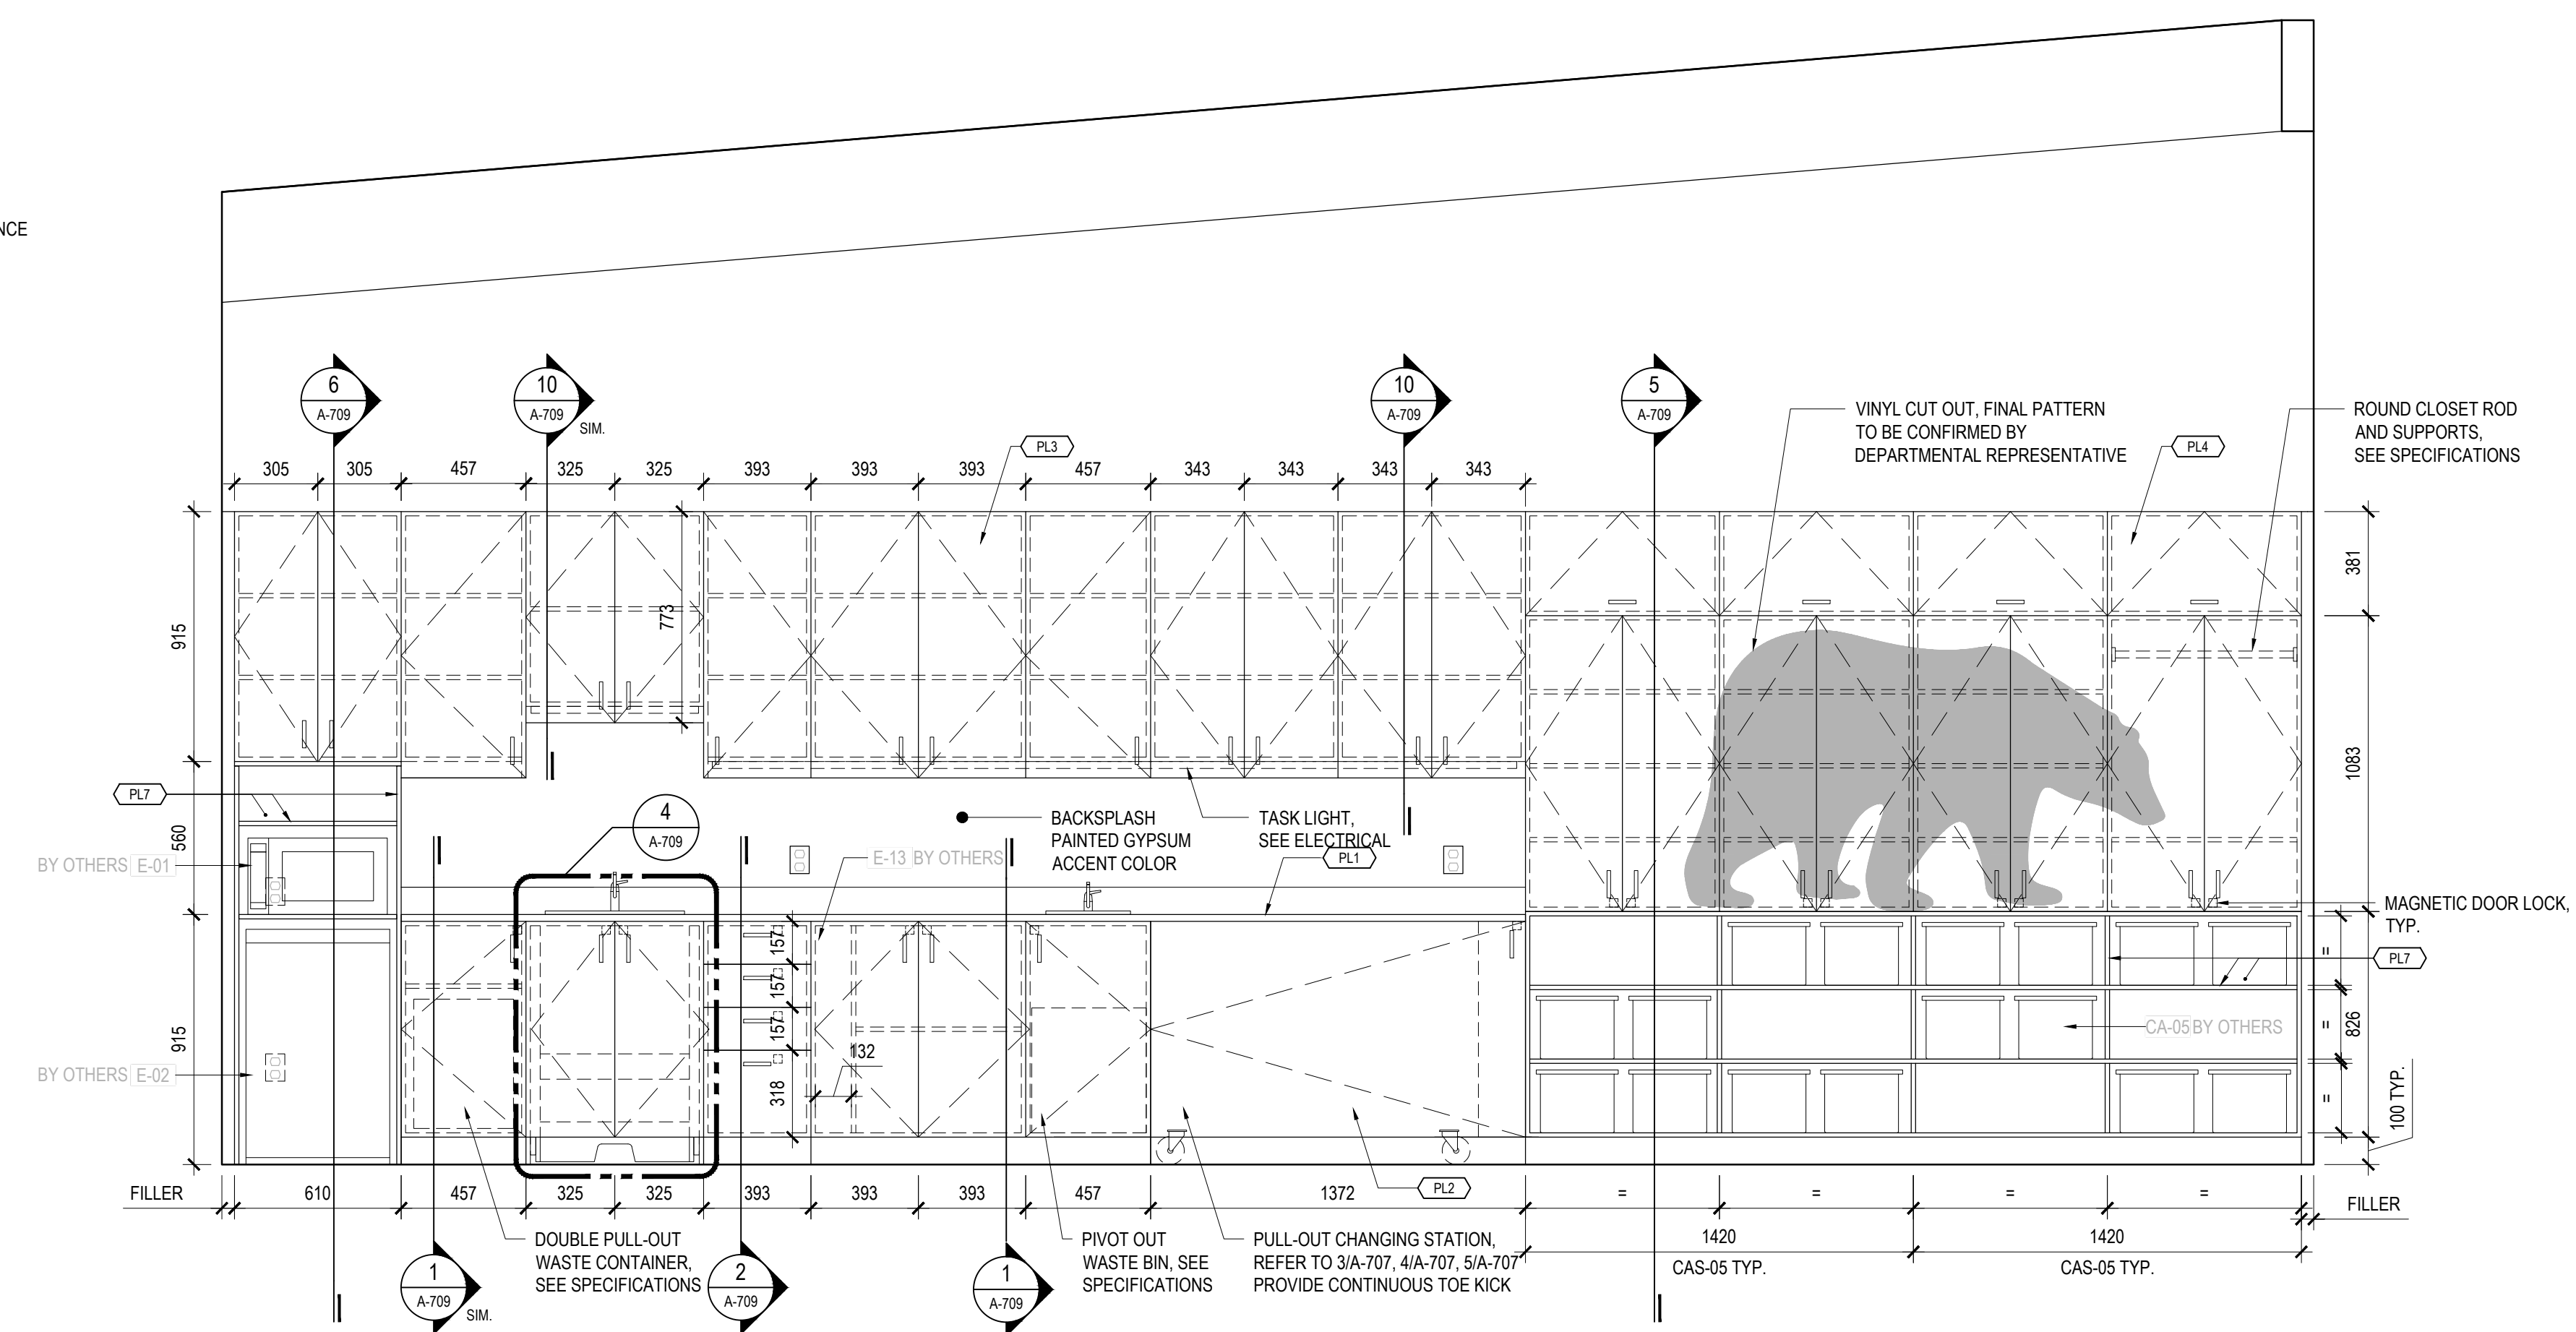 NCE
6
A-709
10
A-709
SIM.
10
A-709
5
A-709
VINYL CUT OUT, FINAL PATTERN
TO BE CONFIRMED BY
DEPARTMENTAL REPRESENTATIVE
ROUND CLOSET ROD
AND SUPPORTS,
SEE SPECIFICATIONS
PL3
PL4
305 305 457 325 325 393 393 393 457 343 343 343 343
915
773
381
1083
PL7
560
BY OTHERS E-01
4
A-709
E-13 BY OTHERS
BACKSPLASH
PAINTED GYPSUM
ACCENT COLOR
TASK LIGHT,
SEE ELECTRICAL
PL1
MAGNETIC DOOR LOCK,
TYP.
PL7
157
157
157
132
318
=
=
826
=
CA-05 BY OTHERS
915
BY OTHERS E-02
100 TYP.
FILLER 610 457 325 325 393 393 393 457 1372 = = = = FILLER
PL2
1420
CAS-05 TYP.
1420
CAS-05 TYP.
DOUBLE PULL-OUT
WASTE CONTAINER,
SEE SPECIFICATIONS
PIVOT OUT
WASTE BIN, SEE
SPECIFICATIONS
PULL-OUT CHANGING STATION,
REFER TO 3/A-707, 4/A-707, 5/A-707
PROVIDE CONTINUOUS TOE KICK
1
A-709
SIM.
2
A-709
1
A-709